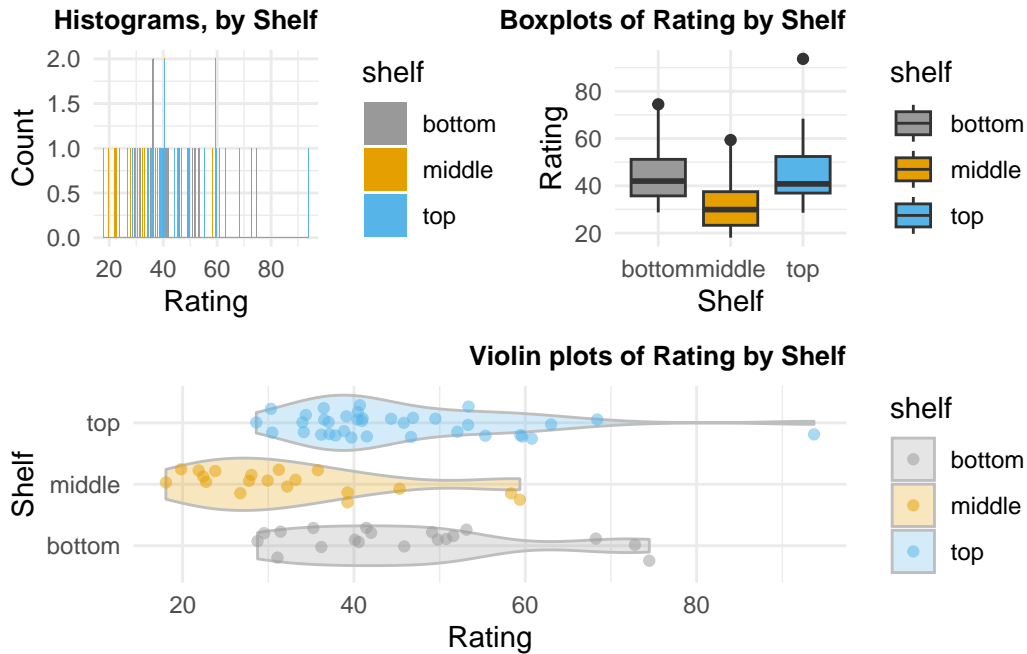 Histograms, by Shelf
Count
2.0
1.5
1.0
0.5
0.0
20 40 60 80
Rating
shelf
bottom
middle
top
Boxplots of Rating by Shelf
Rating
80
60
40
20
bottom middle top
Shelf
shelf
bottom
middle
top
Violin plots of Rating by Shelf
Shelf
top
middle
bottom
20 40 60 80
Rating
shelf
bottom
middle
top